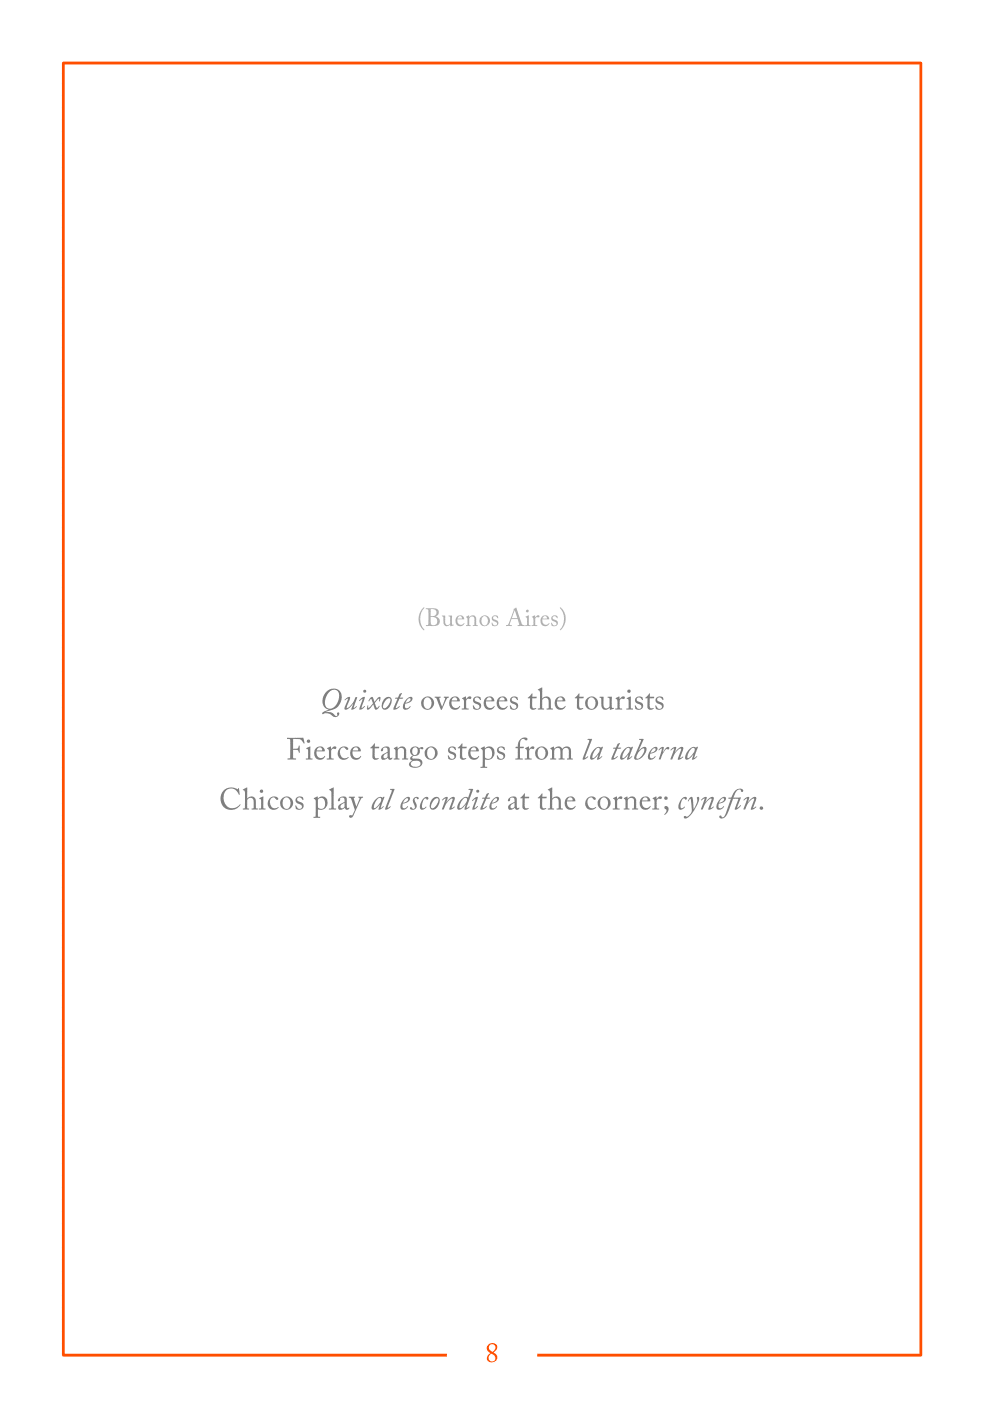 (Buenos Aires)
Quixote oversees the tourists
Fierce tango steps from la taberna
Chicos play al escondite at the corner; cynefin.
8